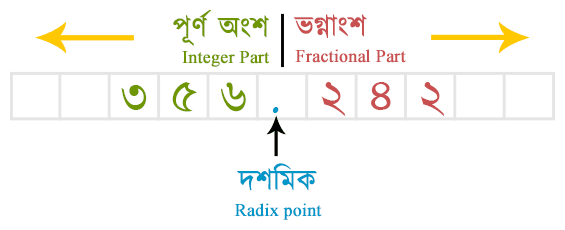 পূর্ণ অংশ ভগ্নাংশ
Integer Part Fractional Part
৩ ৫ ৬ . ২ ৪ ২
দশমিক
Radix point